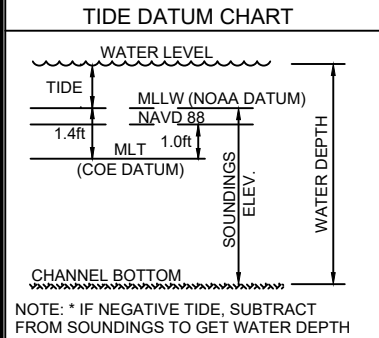 TIDE DATUM CHART
WATER LEVEL
TIDE
MLLW (NOAA DATUM)
NAVD 88
1.4ft
1.0ft
MLT
(COE DATUM)
SOUNDINGS
ELEV.
WATER DEPTH
CHANNEL BOTTOM
NOTE: * IF NEGATIVE TIDE, SUBTRACT
FROM SOUNDINGS TO GET WATER DEPTH